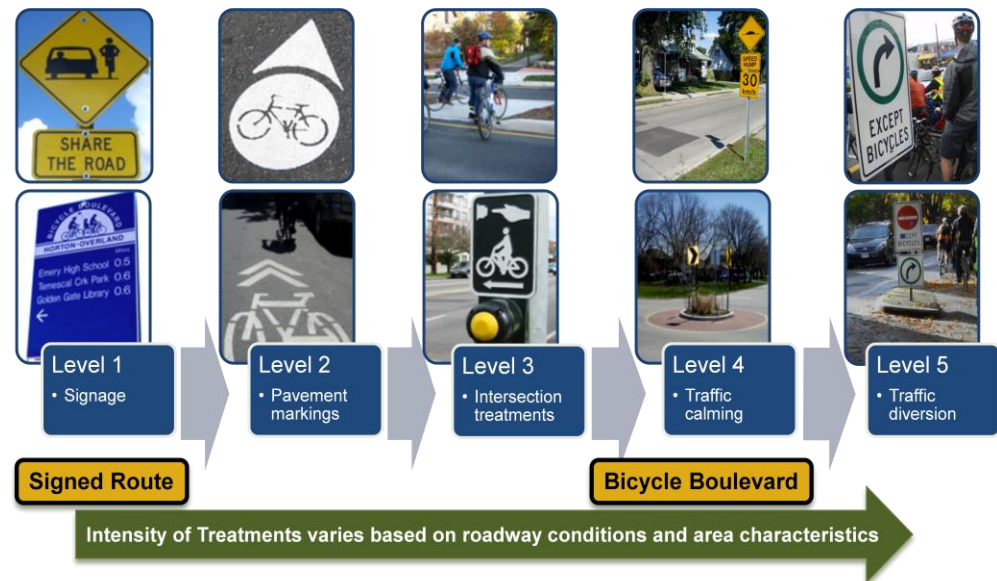 SHARE
THE ROAD
SPEED
HUMP
30
km/h
EXCEPT
BICYCLES
BICYCLE BOULEVARD
HORTON-OVERLAND
Miles
Emery High School 0.5
Temescal Crk Park 0.6
Golden Gate Library 0.6
EXCEPT
BICYCLES
Level 1
• Signage
Level 2
• Pavement
markings
Level 3
• Intersection
treatments
Level 4
• Traffic
calming
Level 5
• Traffic
diversion
Signed Route
Bicycle Boulevard
Intensity of Treatments varies based on roadway conditions and area characteristics